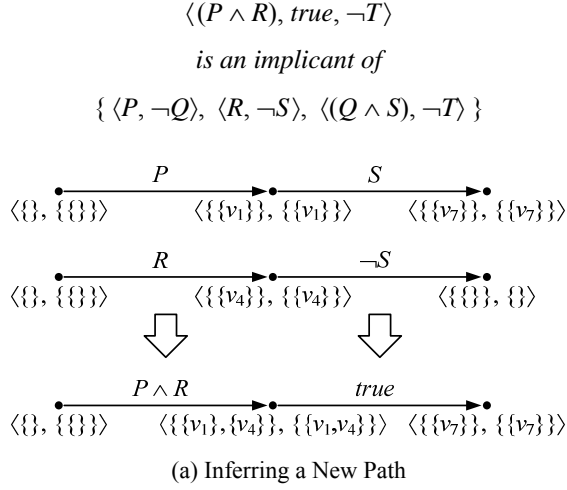 ⟨(P ∧ R), true, ¬T⟩
is an implicant of
{ ⟨P, ¬Q⟩, ⟨R, ¬S⟩, ⟨(Q ∧ S), ¬T⟩ }
P S
⟨{}, {{}}⟩ ⟨{{v₁}}, {{v₁}}⟩ ⟨{{v₇}}, {{v₇}}⟩
R ¬S
⟨{}, {{}}⟩ ⟨{{v₄}}, {{v₄}}⟩ ⟨{{}}, {}⟩
P ∧ R true
⟨{}, {{}}⟩ ⟨{{v₁},{v₄}}, {{v₁,v₄}}⟩ ⟨{{v₇}}, {{v₇}}⟩
(a) Inferring a New Path